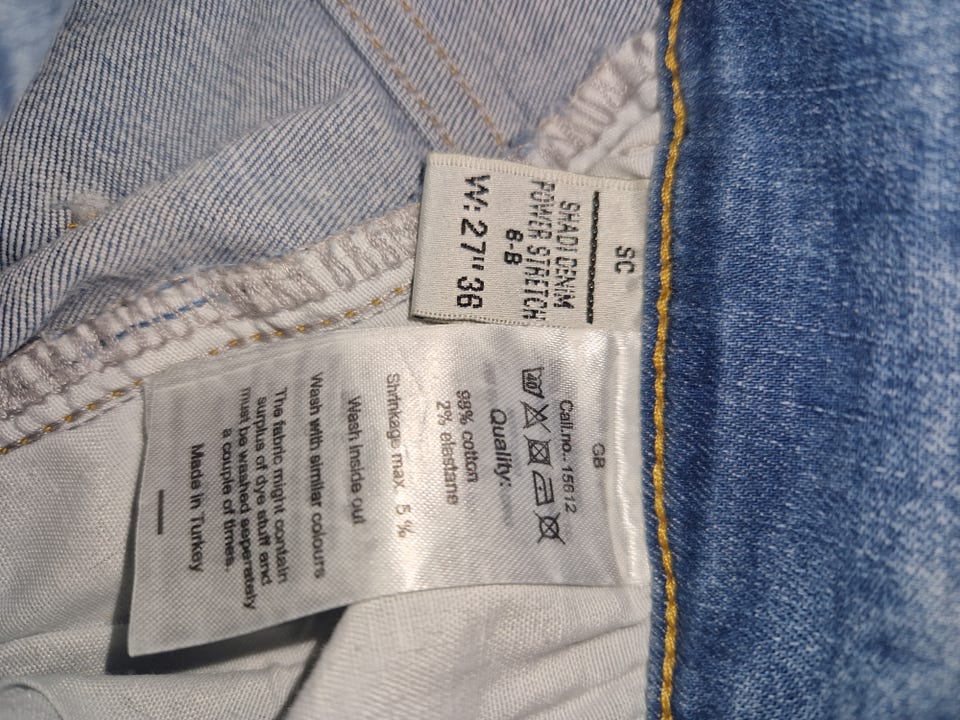 SC
SHADI DENIM
POWER STRETCH
6-B
W: 27" 36
GB
Call.no.. 15612
40
Quality:
98% cotton
2% elastane
Shrinkage max. 5 %
Wash inside out
Wash with similar colours
The fabric might contain
surplus of dye stuff and
must be washed seperately
a couple of times.
Made in Turkey